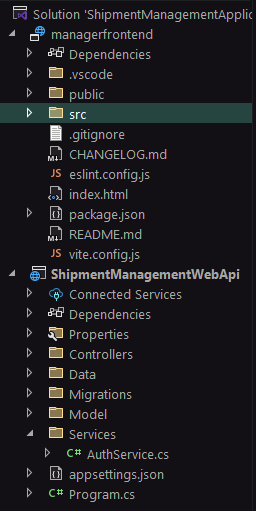 Solution 'ShipmentManagementApplic
managerfrontend
Dependencies
.vscode
public
src
.gitignore
CHANGELOG.md
JS eslint.config.js
index.html
package.json
README.md
JS vite.config.js
ShipmentManagementWebApi
Connected Services
Dependencies
Properties
Controllers
Data
Migrations
Model
Services
C# AuthService.cs
appsettings.json
C# Program.cs